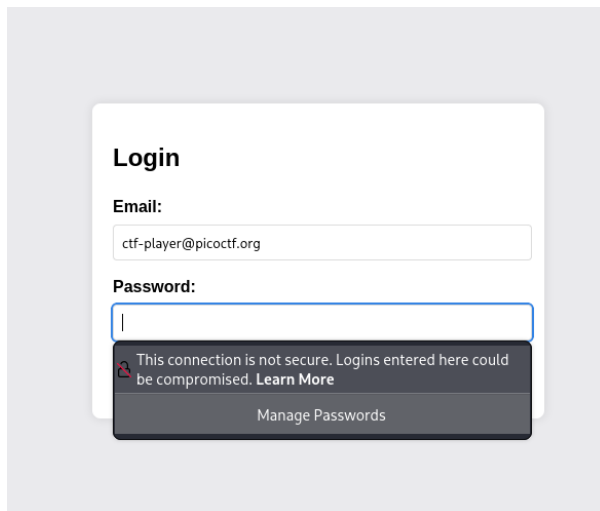 Login
Email:
ctf-player@picoctf.org
Password:
This connection is not secure. Logins entered here could
be compromised. Learn More
Manage Passwords